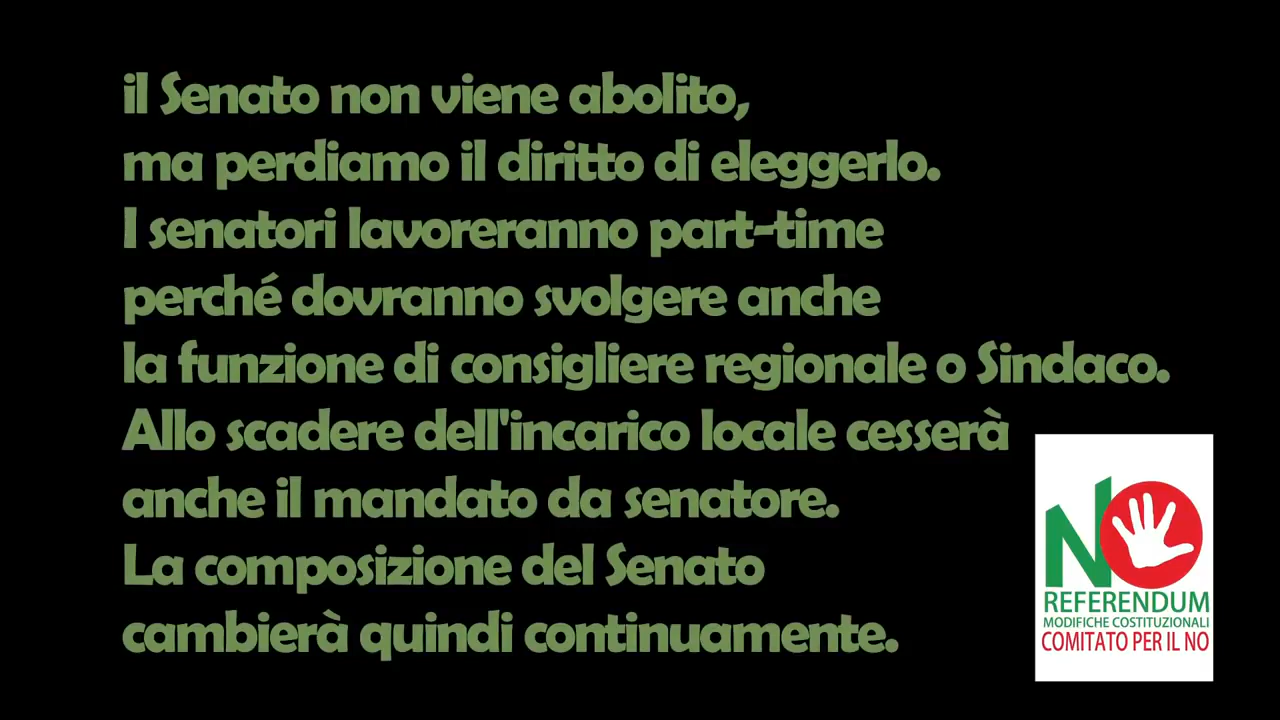 il Senato non viene abolito,
ma perdiamo il diritto di eleggerlo.
I senatori lavoreranno part-time
perché dovranno svolgere anche
la funzione di consigliere regionale o Sindaco.
Allo scadere dell'incarico locale cesserà
anche il mandato da senatore.
La composizione del Senato
cambierà quindi continuamente.
NO
REFERENDUM
MODIFICHE COSTITUZIONALI
COMITATO PER IL NO